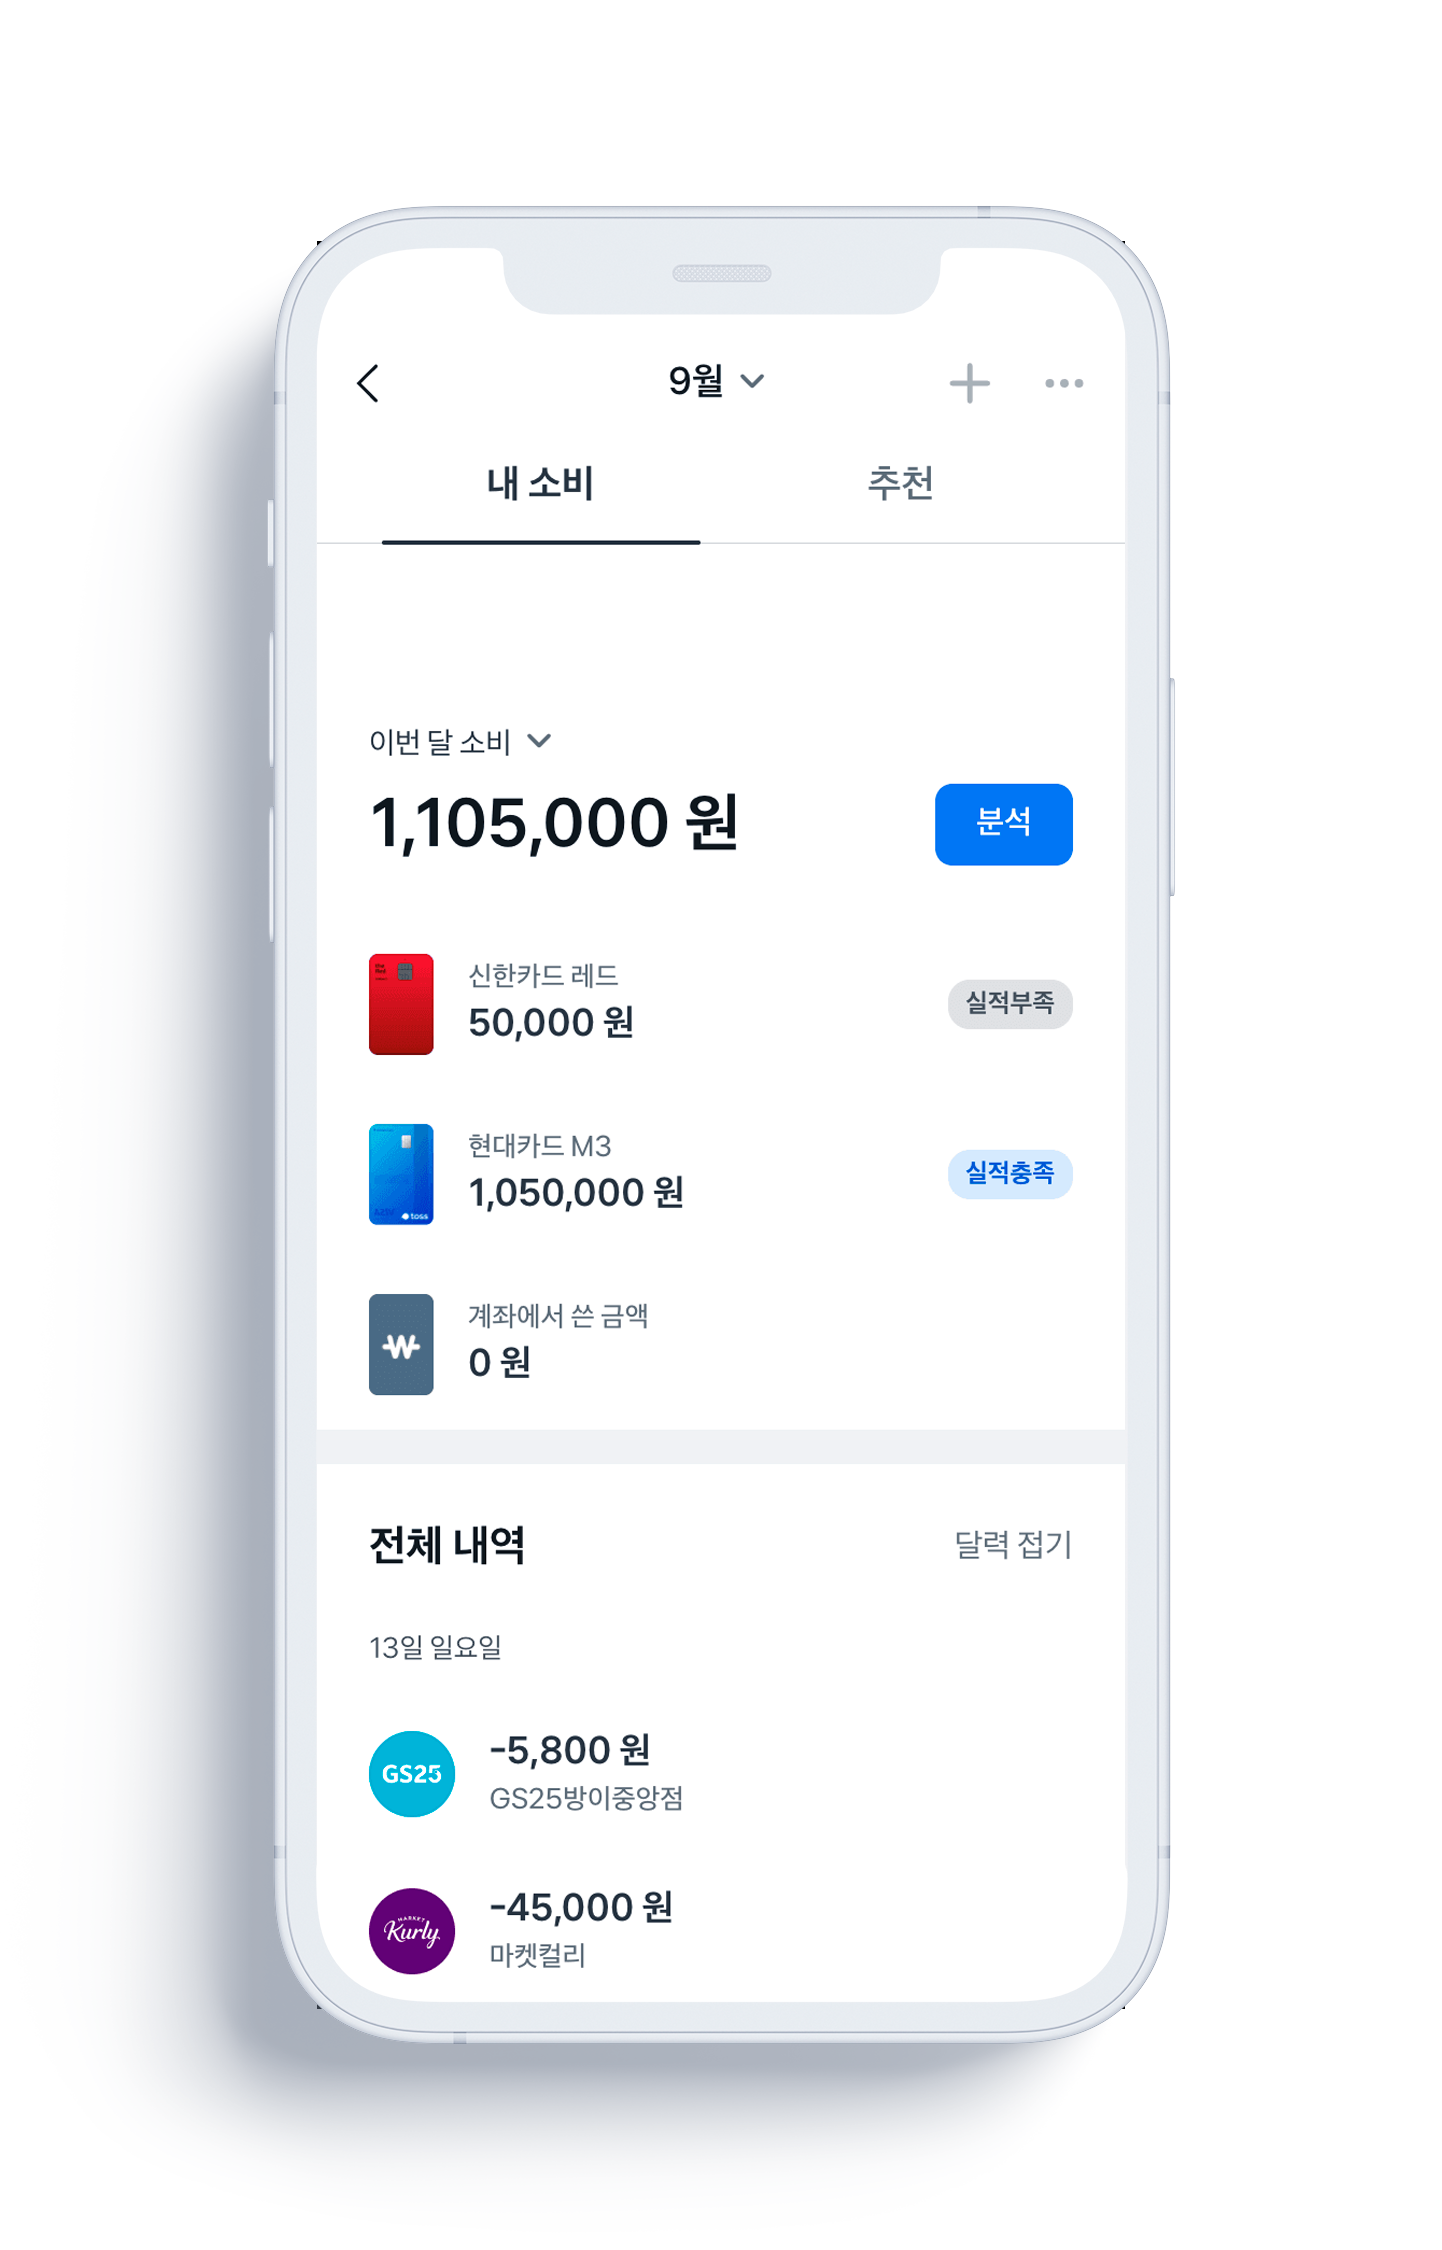 9월
내 소비
추천
이번 달 소비
1,105,000 원
분석
신한카드 레드
50,000 원
실적부족
현대카드 M3
1,050,000 원
실적충족
toss
계좌에서 쓴 금액
0 원
전체 내역
달력 접기
13일 일요일
GS25
-5,800 원
GS25방이중앙점
MARKET
Kurly
-45,000 원
마켓컬리